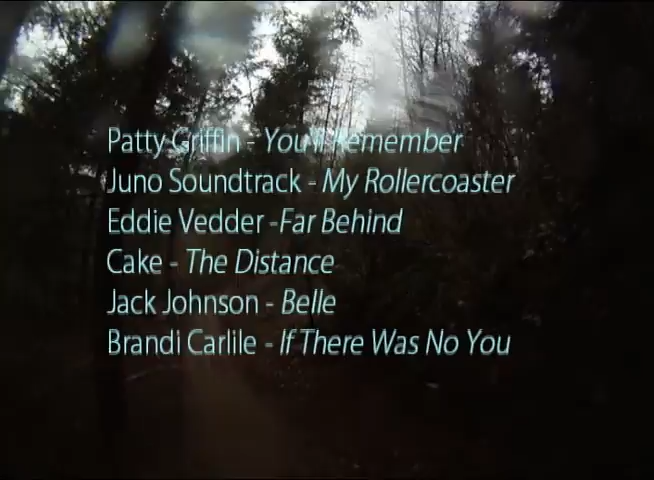 Patty Griffin - You'll Remember
Juno Soundtrack - My Rollercoaster
Eddie Vedder -Far Behind
Cake - The Distance
Jack Johnson - Belle
Brandi Carlile - If There Was No You